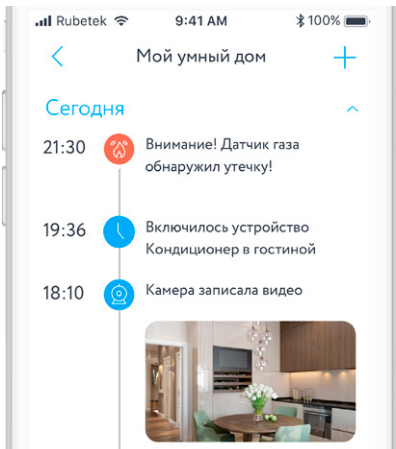 Rubetek 9:41 AM 100%
Мой умный дом
Сегодня
21:30 Внимание! Датчик газа
обнаружил утечку!
19:36 Включилось устройство
Кондиционер в гостиной
18:10 Камера записала видео